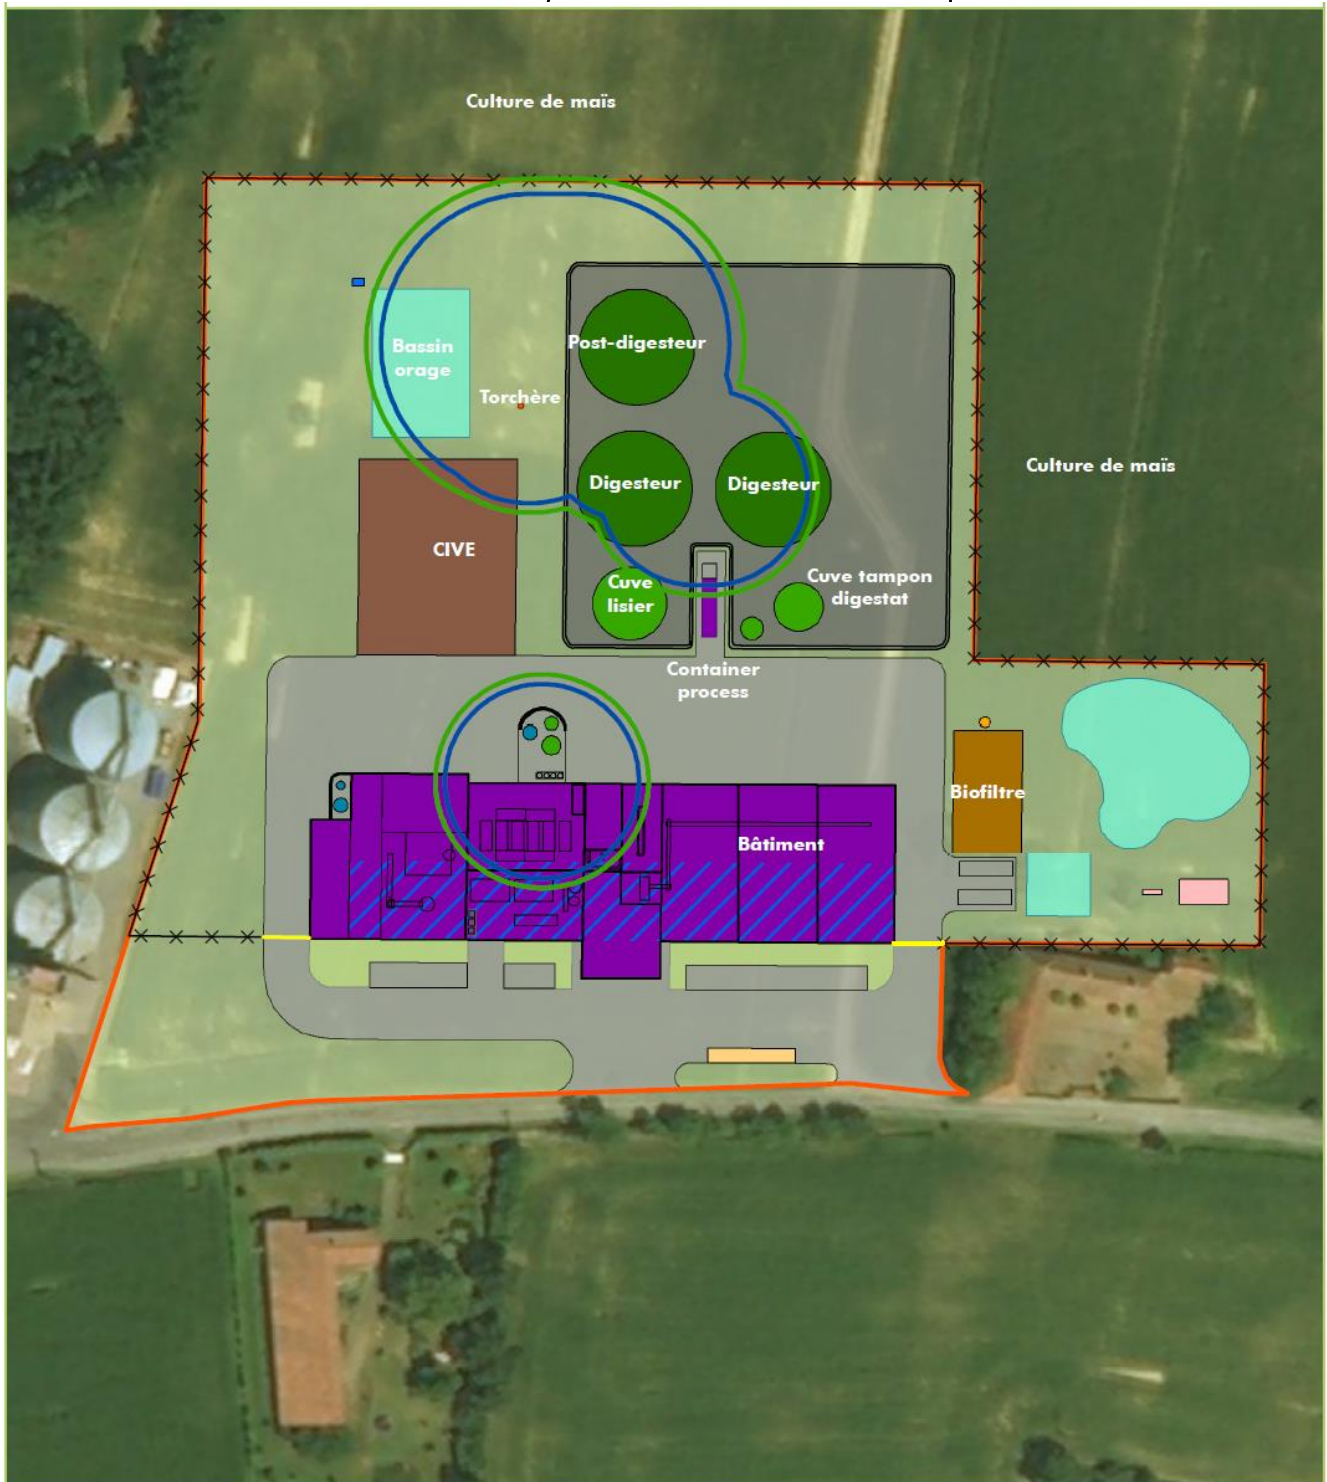 Culture de maïs
Post-digesteur
Bassin
orage
Torchère
Culture de maïs
Digesteur
Digesteur
CIVE
Cuve
lisier
Cuve tampon
digestat
Container
process
Biofiltre
Bâtiment